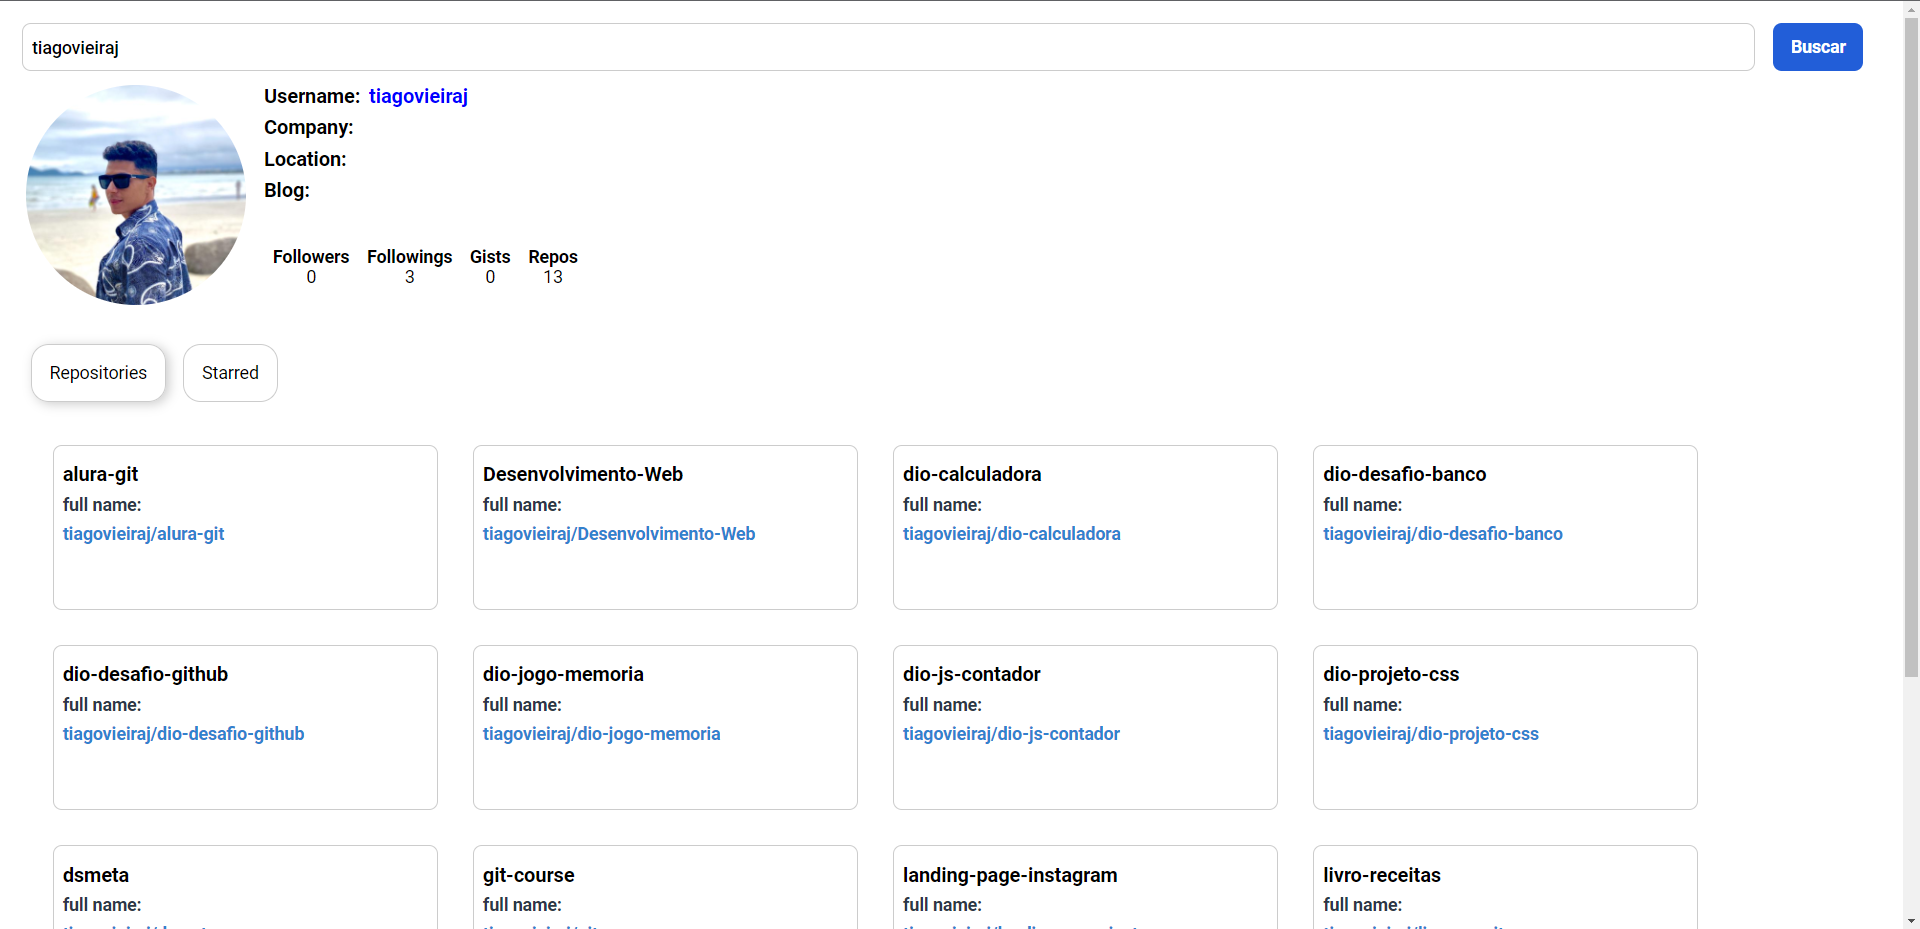 tiagovieiraj
Buscar
Username: tiagovieiraj
Company:
Location:
Blog:
Followers Followings Gists Repos
0 3 0 13
Repositories Starred
alura-git
full name:
tiagovieiraj/alura-git
Desenvolvimento-Web
full name:
tiagovieiraj/Desenvolvimento-Web
dio-calculadora
full name:
tiagovieiraj/dio-calculadora
dio-desafio-banco
full name:
tiagovieiraj/dio-desafio-banco
dio-desafio-github
full name:
tiagovieiraj/dio-desafio-github
dio-jogo-memoria
full name:
tiagovieiraj/dio-jogo-memoria
dio-js-contador
full name:
tiagovieiraj/dio-js-contador
dio-projeto-css
full name:
tiagovieiraj/dio-projeto-css
dsmeta
full name:
git-course
full name:
landing-page-instagram
full name:
livro-receitas
full name: